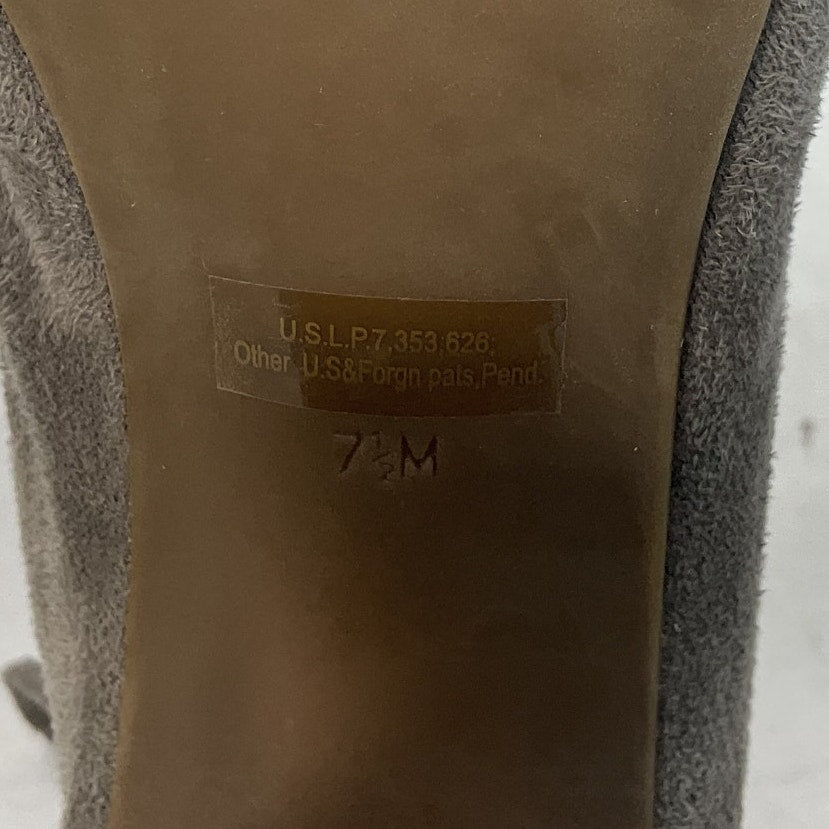 U.S.L.P.7,353,626;
Other U.S&Forgn pats,Pend.
7½M